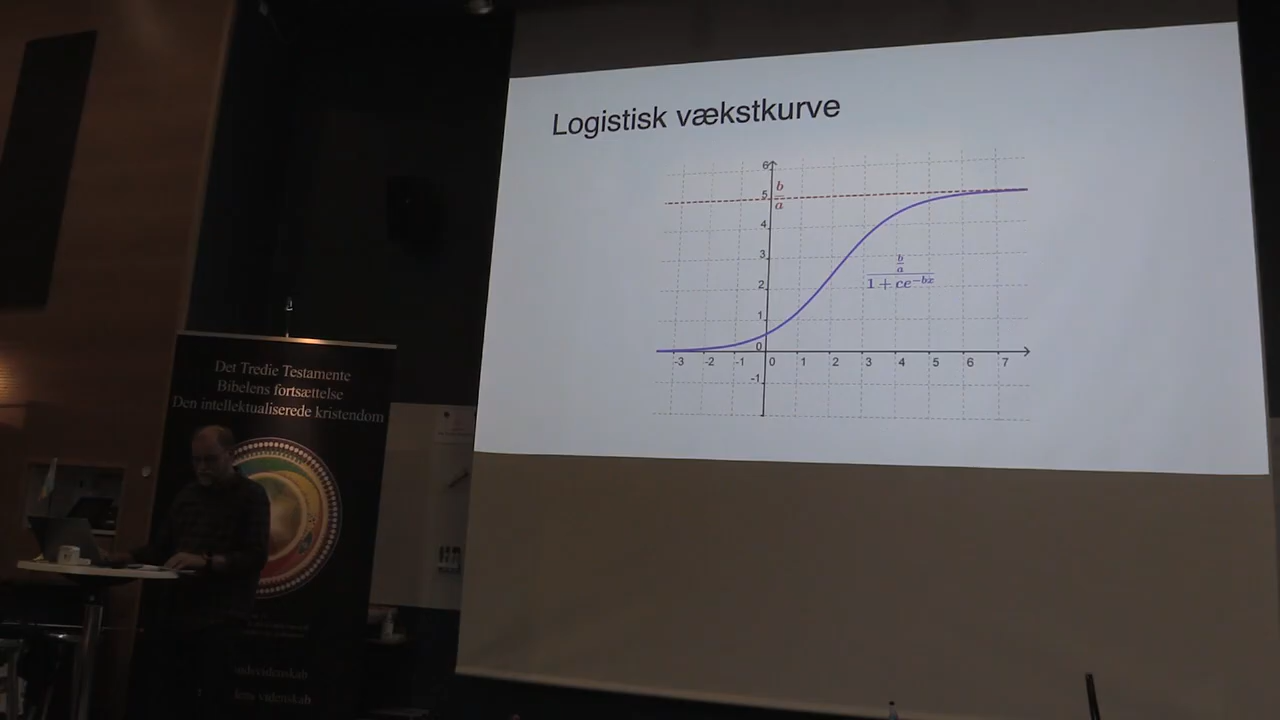 Logistisk vækstkurve
6
5
4
3
2
1
0
-1
b
a
b
a
1 + ce^{-bx}
-3 -2 -1 0 1 2 3 4 5 6 7
Det Tredie Testamente
Bibelens fortsættelse
Den intellektualiserede kristendom